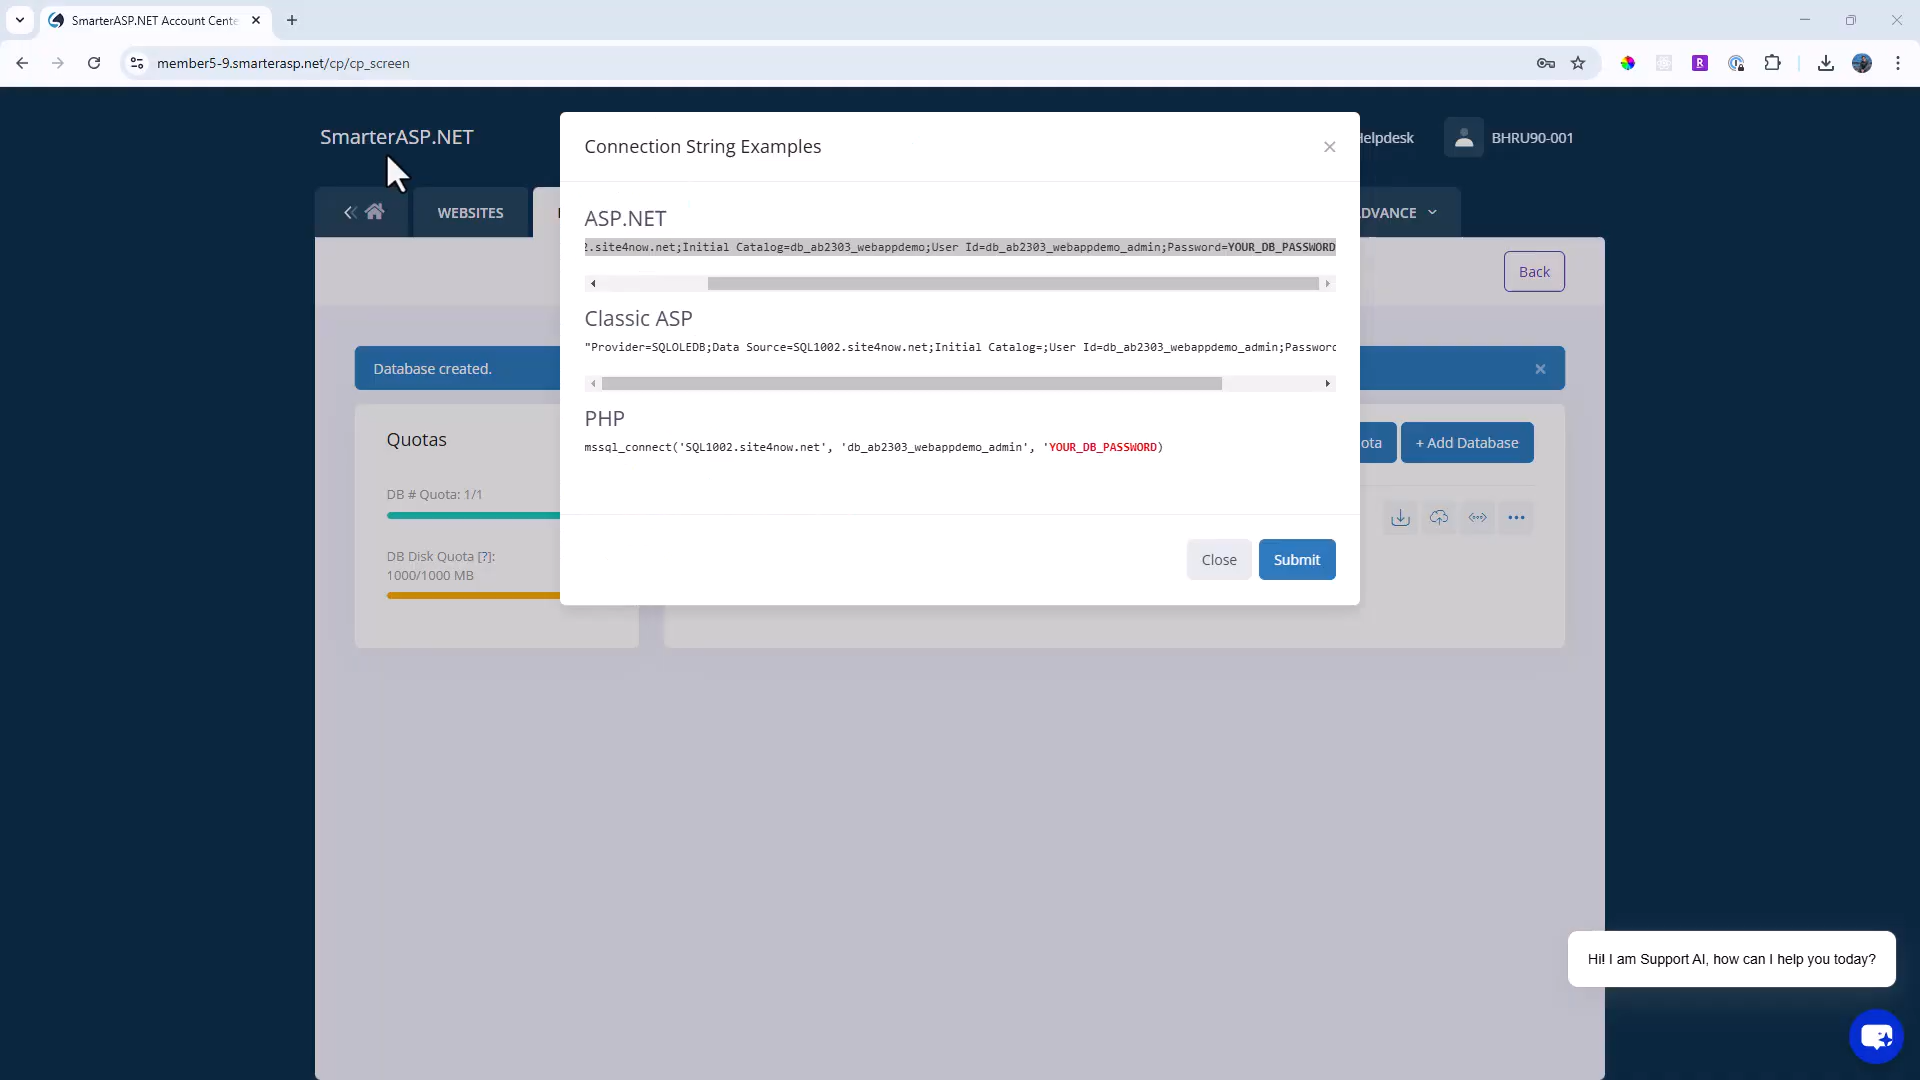 SmarterASP.NET Account Cente
member5-9.smarterasp.net/cp/cp_screen
SmarterASP.NET
Helpdesk
BHRU90-001
WEBSITES
ADVANCE
Connection String Examples
ASP.NET
2.site4now.net;Initial Catalog=db_ab2303_webappdemo;User Id=db_ab2303_webappdemo_admin;Password=YOUR_DB_PASSWORD
Classic ASP
"Provider=SQLOLEDB;Data Source=SQL1002.site4now.net;Initial Catalog=;User Id=db_ab2303_webappdemo_admin;Password
PHP
mssql_connect('SQL1002.site4now.net', 'db_ab2303_webappdemo_admin', 'YOUR_DB_PASSWORD)
Close
Submit
Back
Database created.
Quotas
DB # Quota: 1/1
DB Disk Quota [?]:
1000/1000 MB
ota
+ Add Database
Hi! I am Support AI, how can I help you today?